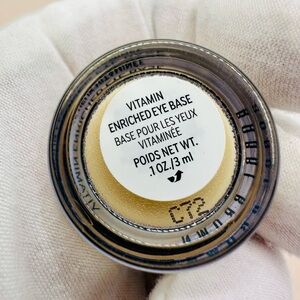 VITAMIN
ENRICHED EYE BASE
BASE POUR LES YEUX
VITAMINÉE
POIDS NET WT.
.1 OZ./3 ml
C72